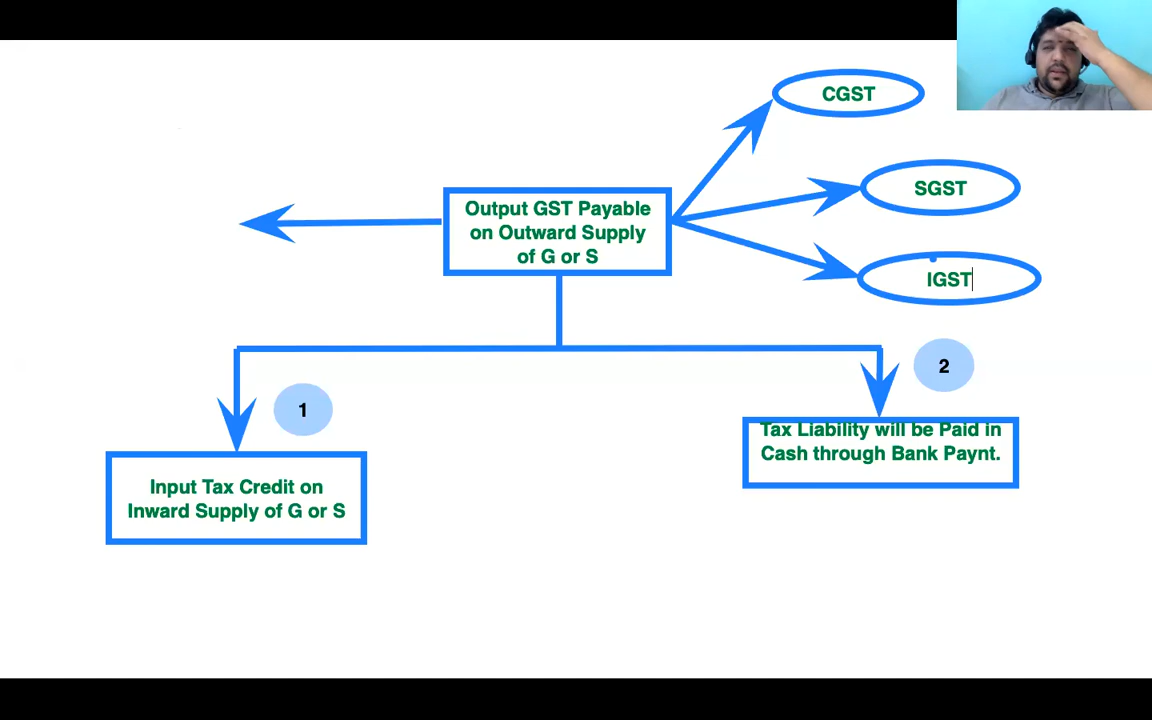 CGST
SGST
Output GST Payable
on Outward Supply
of G or S
IGST
2
1
Tax Liability will be Paid in
Cash through Bank Paynt.
Input Tax Credit on
Inward Supply of G or S